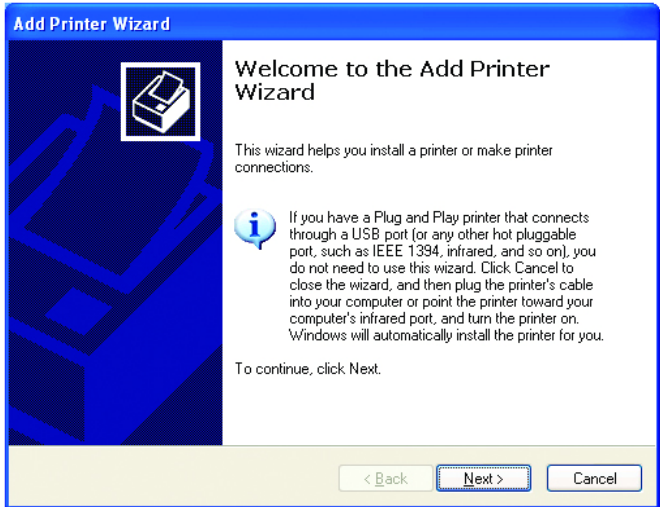 Add Printer Wizard
Welcome to the Add Printer
Wizard
This wizard helps you install a printer or make printer
connections.
If you have a Plug and Play printer that connects
through a USB port (or any other hot pluggable
port, such as IEEE 1394, infrared, and so on), you
do not need to use this wizard. Click Cancel to
close the wizard, and then plug the printer's cable
into your computer or point the printer toward your
computer's infrared port, and turn the printer on.
Windows will automatically install the printer for you.
To continue, click Next.
< Back Next > Cancel